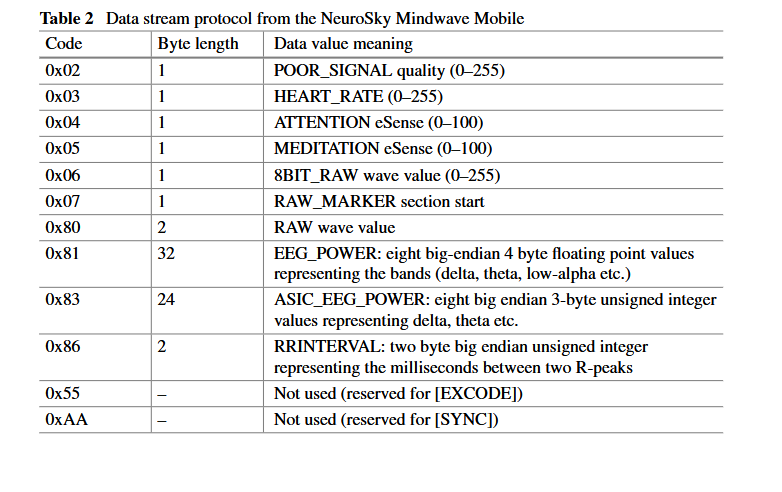 Table 2 Data stream protocol from the NeuroSky Mindwave Mobile
Code Byte length Data value meaning
0x02 1 POOR_SIGNAL quality (0–255)
0x03 1 HEART_RATE (0–255)
0x04 1 ATTENTION eSense (0–100)
0x05 1 MEDITATION eSense (0–100)
0x06 1 8BIT_RAW wave value (0–255)
0x07 1 RAW_MARKER section start
0x80 2 RAW wave value
0x81 32 EEG_POWER: eight big-endian 4 byte floating point values
representing the bands (delta, theta, low-alpha etc.)
0x83 24 ASIC_EEG_POWER: eight big endian 3-byte unsigned integer
values representing delta, theta etc.
0x86 2 RRINTERVAL: two byte big endian unsigned integer
representing the milliseconds between two R-peaks
0x55 – Not used (reserved for [EXCODE])
0xAA – Not used (reserved for [SYNC])